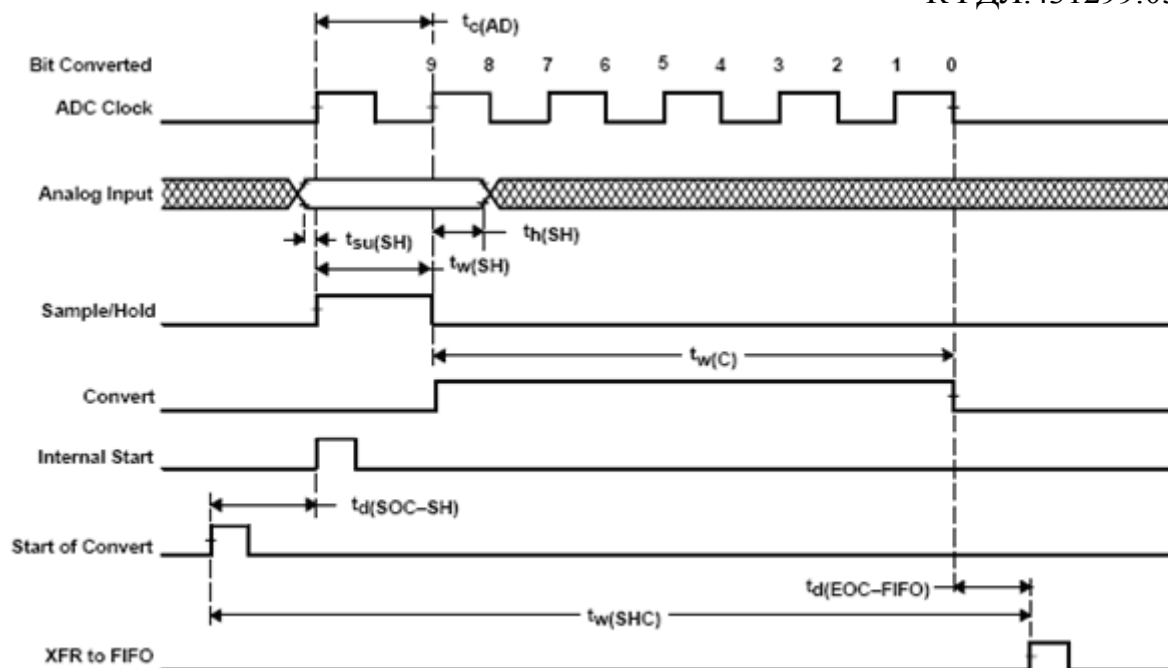 tc(AD)
Bit Converted 9 8 7 6 5 4 3 2 1 0
ADC Clock
Analog Input
tsu(SH) th(SH)
tw(SH)
Sample/Hold
tw(C)
Convert
Internal Start
td(SOC–SH)
Start of Convert
td(EOC–FIFO)
tw(SHC)
XFR to FIFO